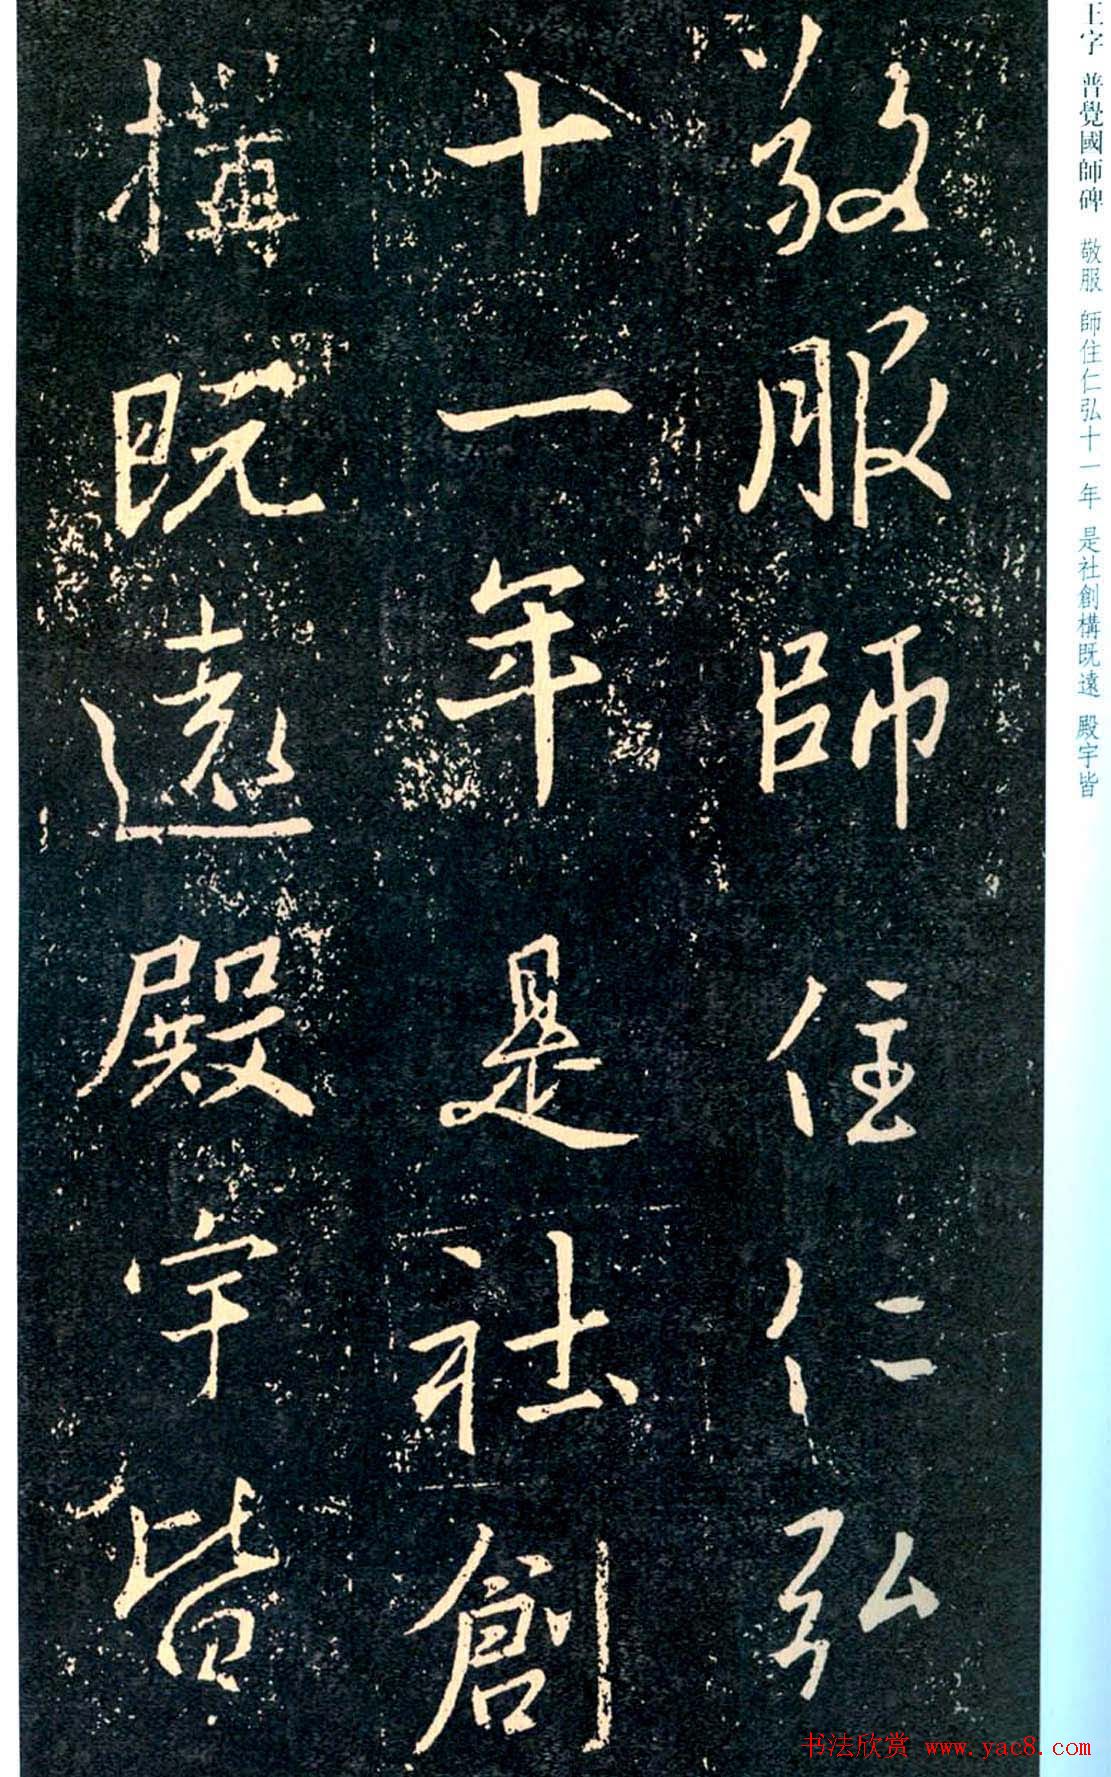 敬服師住仁弘
十一年是社創
構既遠殿宇皆
王字 普覺國師碑 敬服 師住仁弘十一年 是社創構既遠 殿宇皆
书法欣赏 www.yac8.com